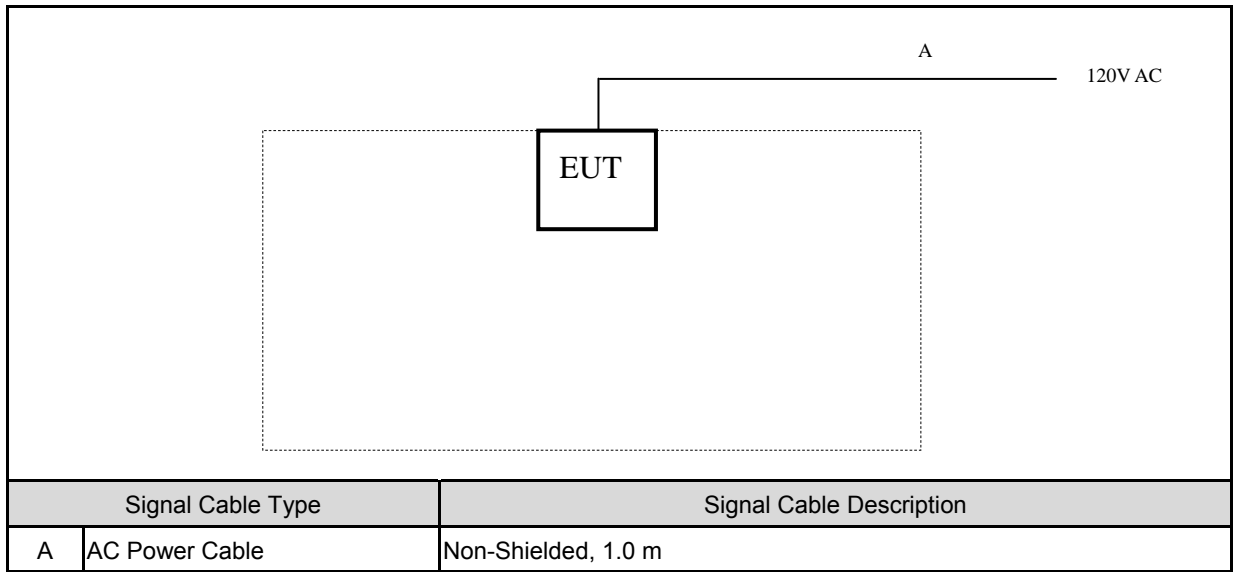 A
120V AC
EUT
Signal Cable Type Signal Cable Description
A AC Power Cable Non-Shielded, 1.0 m